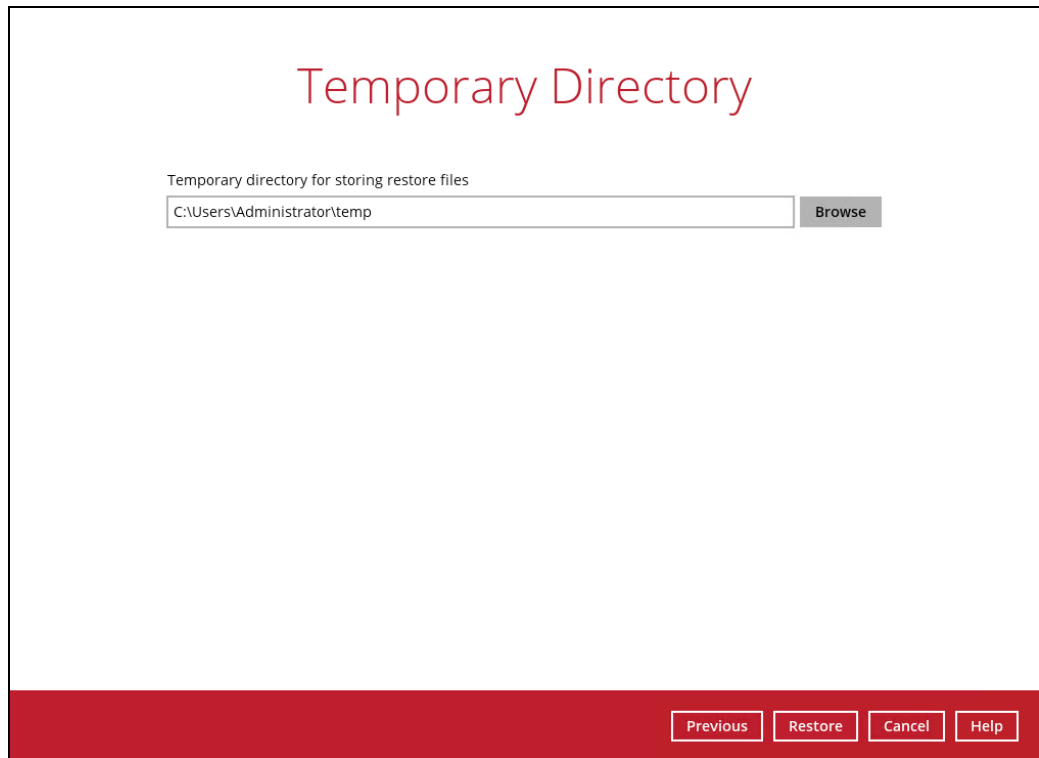 Temporary Directory
Temporary directory for storing restore files
C:\Users\Administrator\temp
Browse
Previous Restore Cancel Help